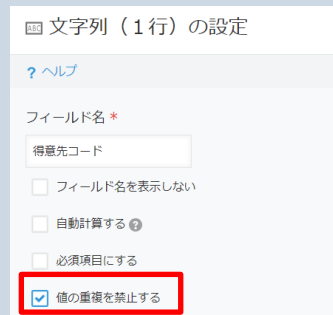 ABC 文字列（1行）の設定
? ヘルプ
フィールド名 *
得意先コード
フィールド名を表示しない
自動計算する ?
必須項目にする
値の重複を禁止する